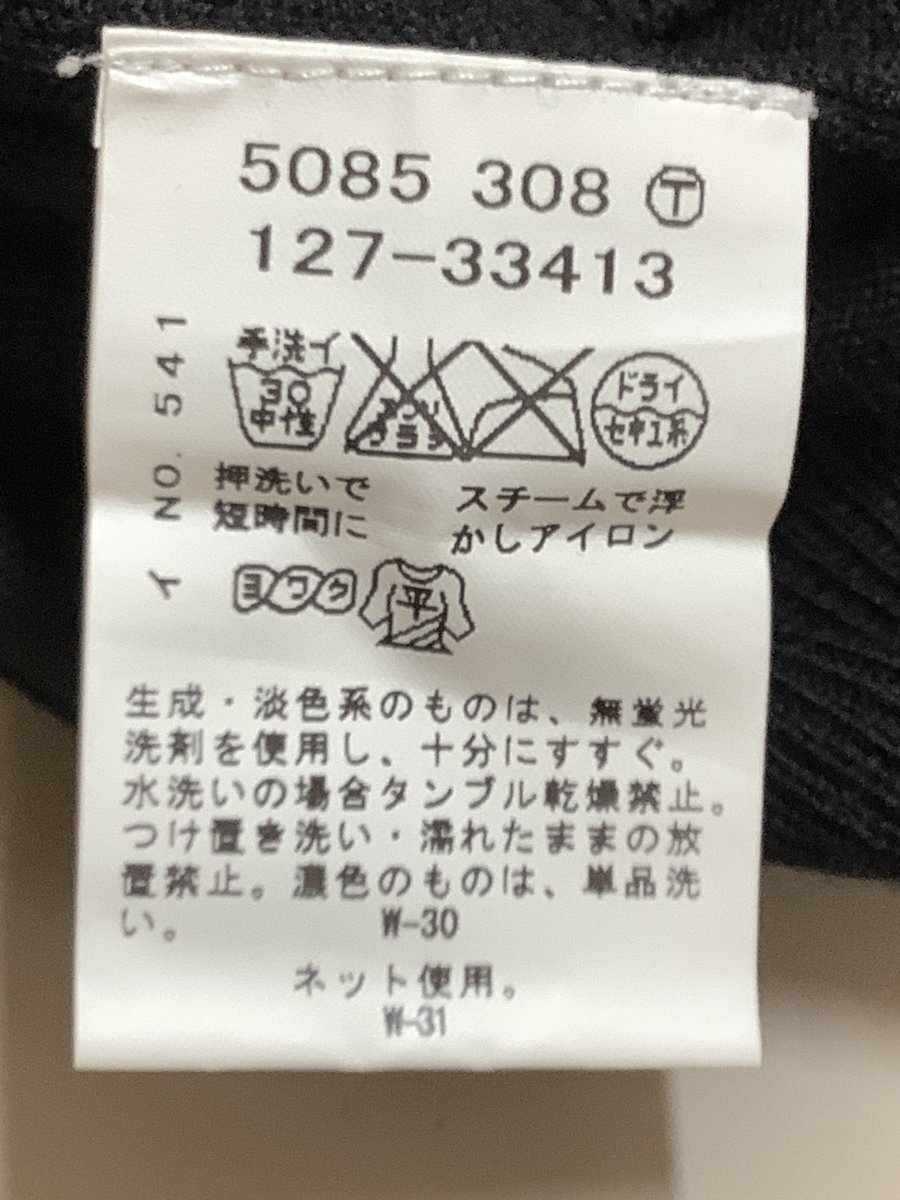 5085 308 Ⓣ
127-33413
イ NO. 541
手洗イ
30
中性
エンソ
サラシ
ドライ
セキユ系
押洗いで
短時間に
スチームで浮
かしアイロン
ヨワク
平
生成・淡色系のものは、無蛍光
洗剤を使用し、十分にすすぐ。
水洗いの場合タンブル乾燥禁止。
つけ置き洗い・濡れたままの放
置禁止。濃色のものは、単品洗
い。
W-30
ネット使用。
W-31